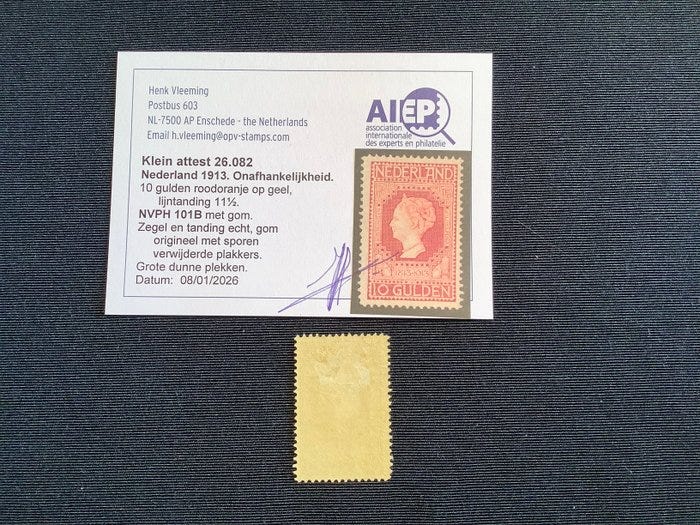 Henk Vleeming
Postbus 603
NL-7500 AP Enschede - the Netherlands
Email h.vleeming@opv-stamps.com
AIEP
association
internationale
des experts en philatelie
Klein attest 26.082
Nederland 1913. Onafhankelijkheid.
10 gulden roodoranje op geel,
lijntanding 11½.
NVPH 101B met gom.
Zegel en tanding echt, gom
origineel met sporen
verwijderde plakkers.
Grote dunne plekken.
Datum: 08/01/2026
NEDERLAND
1813-1913
10 GULDEN